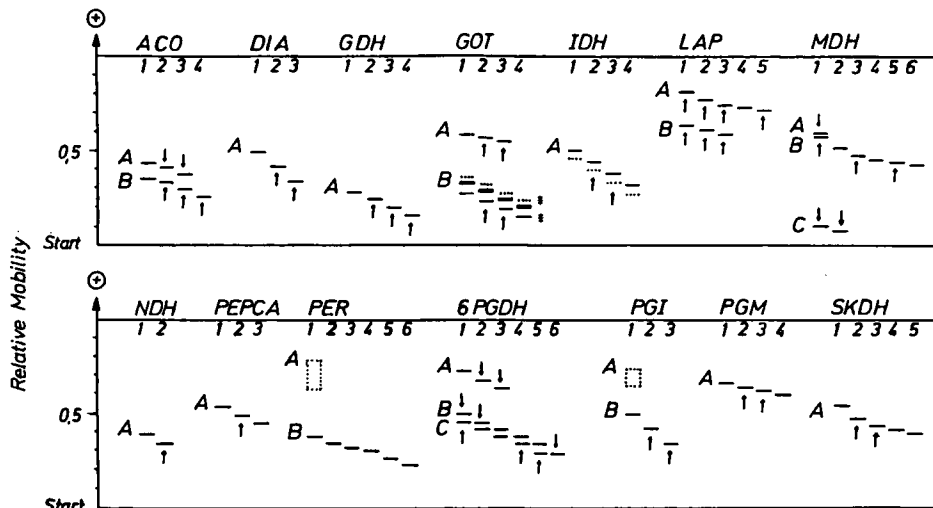 ⊕
ACO DIA GDH GOT IDH LAP MDH
1 2 3 4 1 2 3 1 2 3 4 1 2 3 4 1 2 3 4 1 2 3 4 5 1 2 3 4 5 6
A A A A A A A
B B B B
0,5
C
Start
Relative Mobility
⊕
NDH PEPCA PER 6PGDH PGI PGM SKDH
1 2 1 2 3 1 2 3 4 5 6 1 2 3 4 5 6 1 2 3 1 2 3 4 1 2 3 4 5
A A A A A A A
B B B
C
0,5
Start